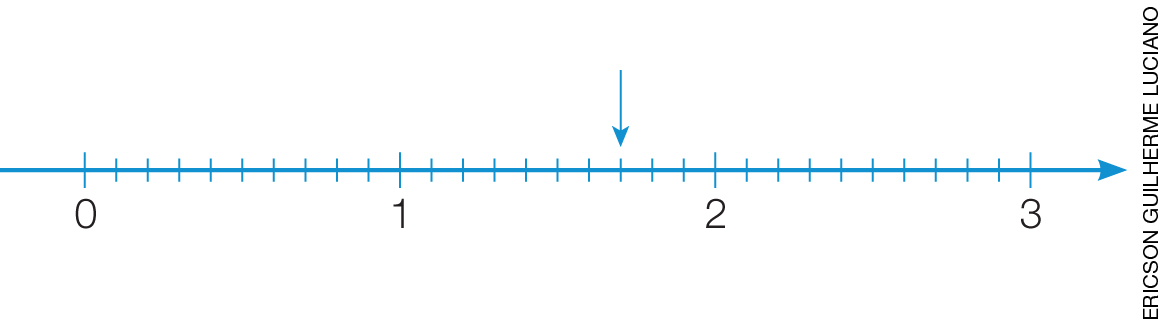 0 1 2 3
ERICSON GUILHERME LUCIANO